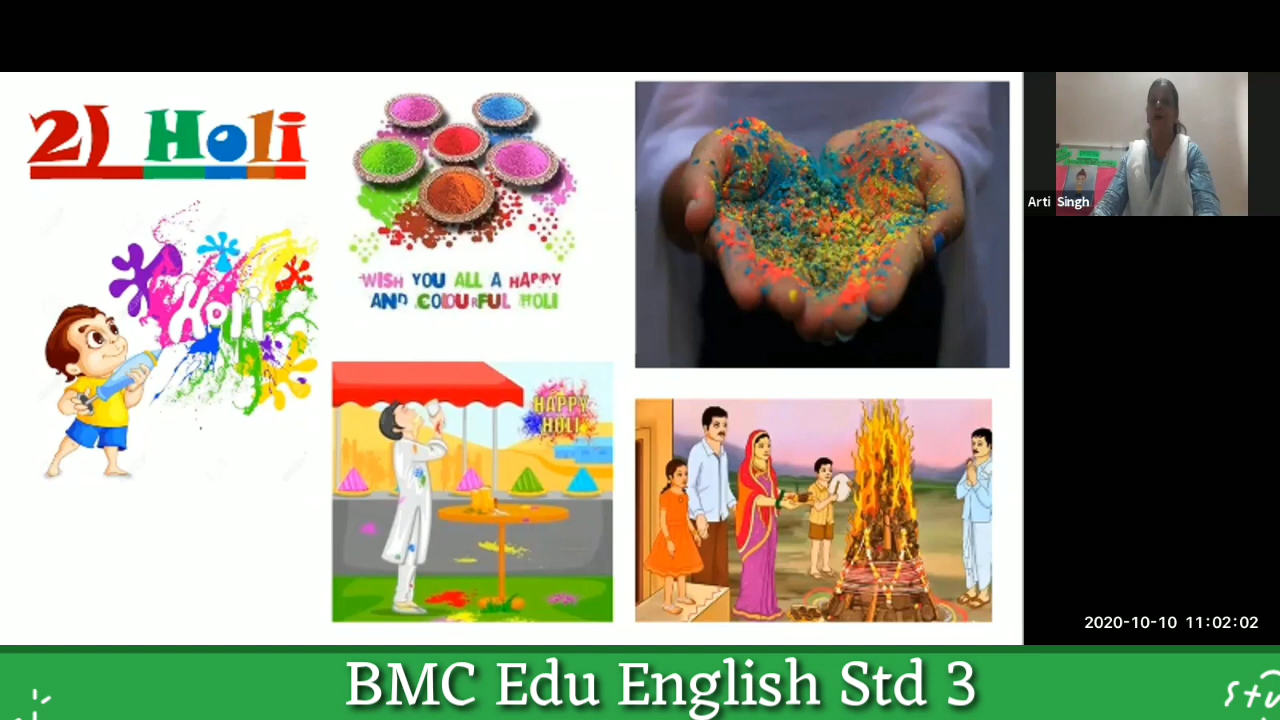 2) Holi
Holi
WISH YOU ALL A HAPPY
AND COLOURFUL HOLI
HAPPY
HOLI
Arti Singh
2020-10-10 11:02:02
BMC Edu English Std 3